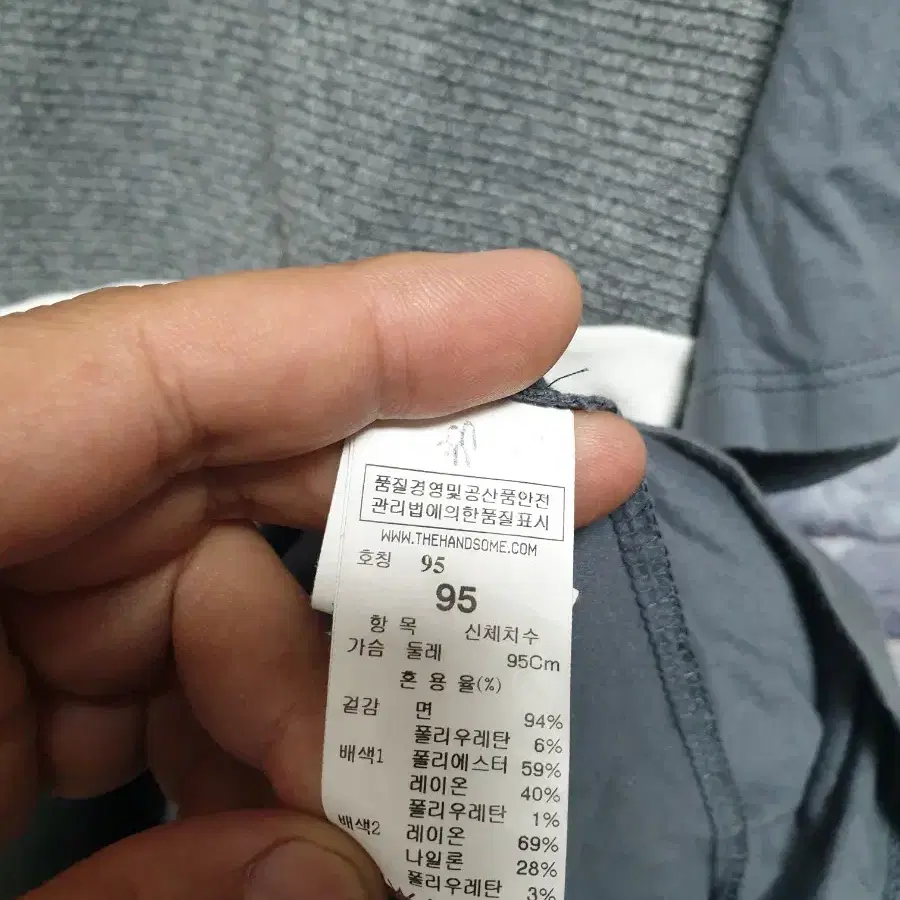 품질경영및공산품안전
관리법에의한품질표시
WWW.THEHANDSOME.COM
호칭 95
95
항 목 신체치수
가슴 둘레 95Cm
혼 용 율(%)
겉감 면 94%
폴리우레탄 6%
배색1 폴리에스터 59%
레이온 40%
폴리우레탄 1%
배색2 레이온 69%
나일론 28%
폴리우레탄 3%